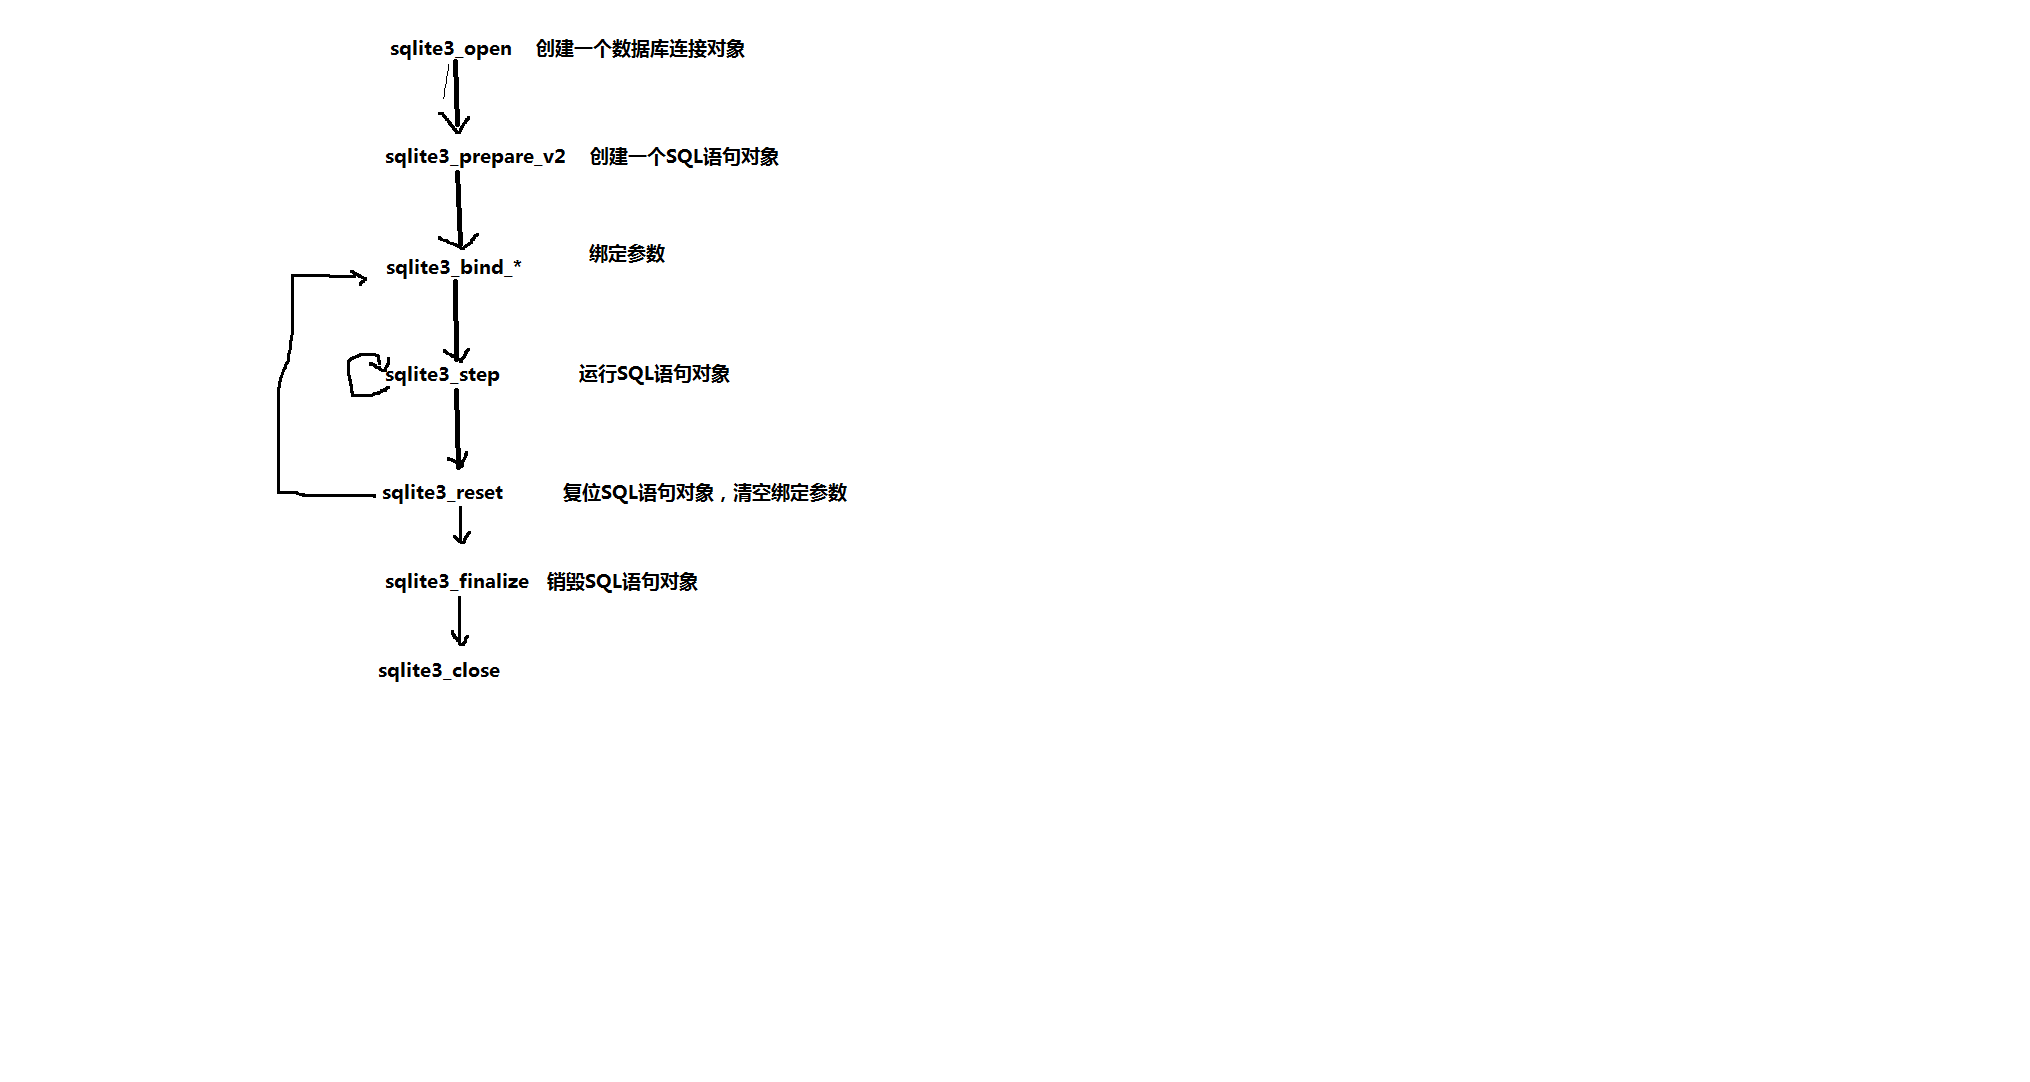 sqlite3_open 创建一个数据库连接对象
sqlite3_prepare_v2 创建一个SQL语句对象
sqlite3_bind_* 绑定参数
sqlite3_step 运行SQL语句对象
sqlite3_reset 复位SQL语句对象，清空绑定参数
sqlite3_finalize 销毁SQL语句对象
sqlite3_close